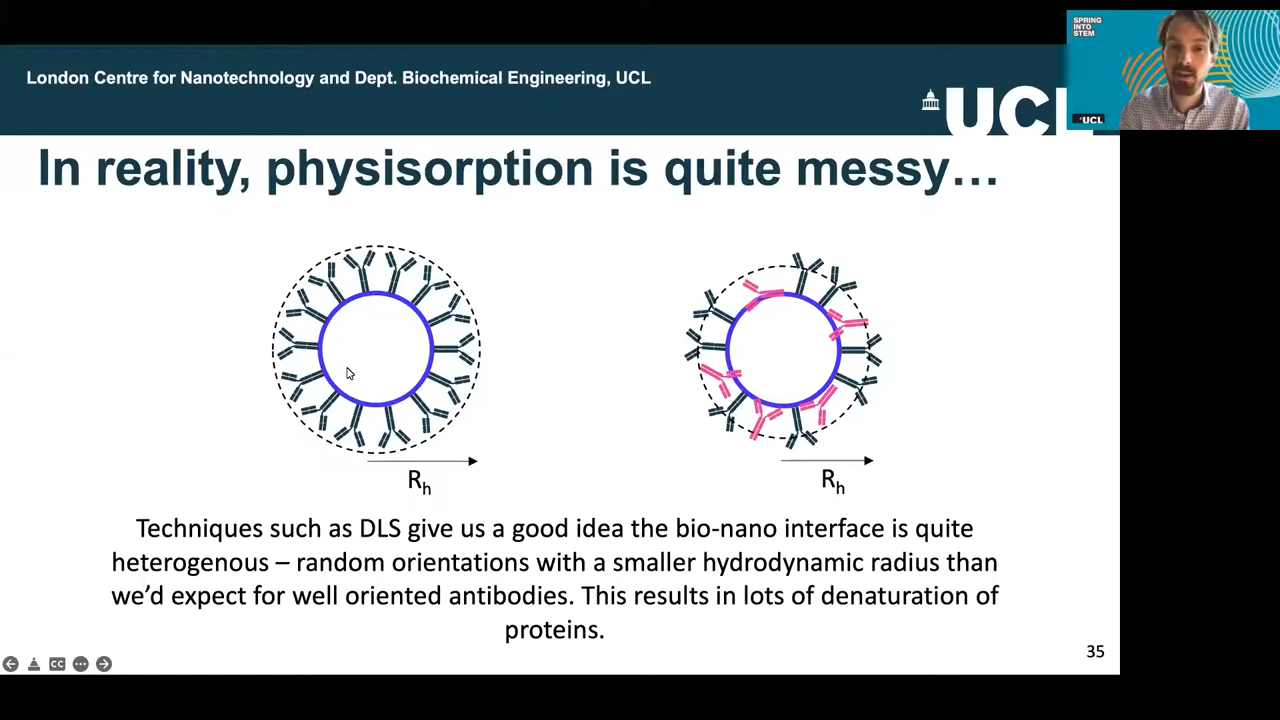 SPRING
INTO
STEM
London Centre for Nanotechnology and Dept. Biochemical Engineering, UCL
UCL
UCL
In reality, physisorption is quite messy…
Rh
Rh
Techniques such as DLS give us a good idea the bio-nano interface is quite
heterogenous – random orientations with a smaller hydrodynamic radius than
we’d expect for well oriented antibodies. This results in lots of denaturation of
proteins.
35
CC